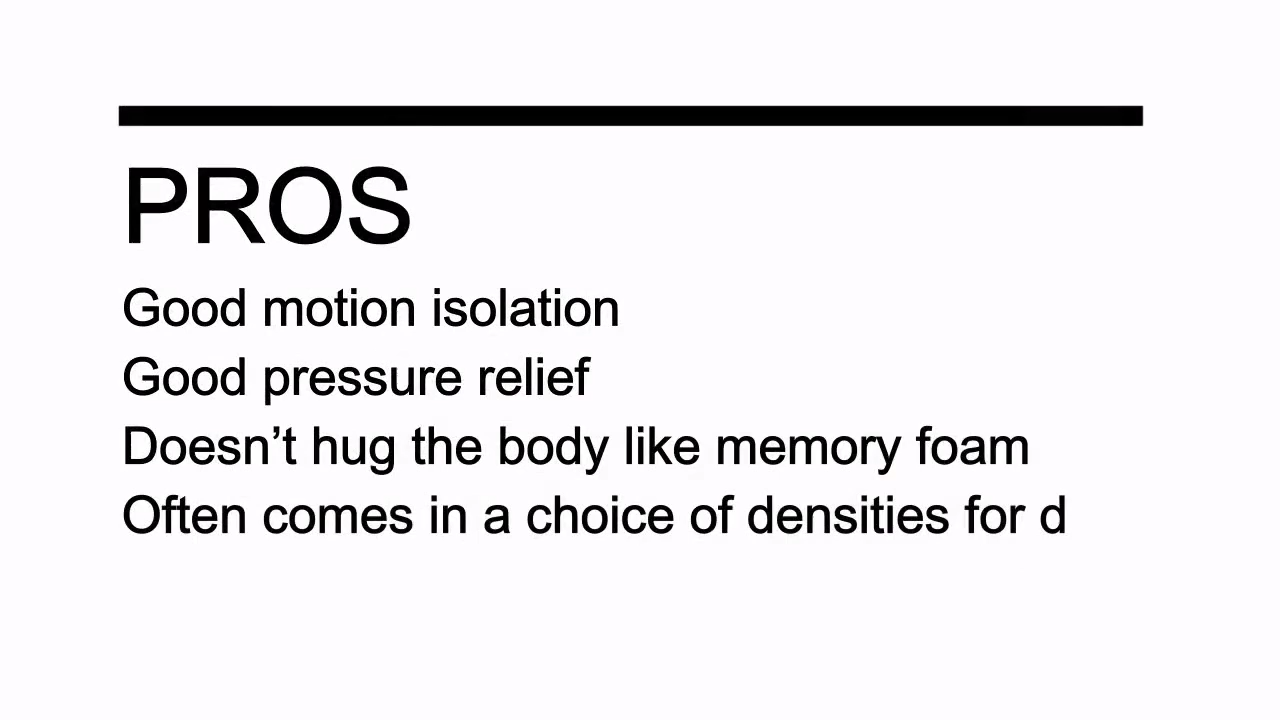 PROS
Good motion isolation
Good pressure relief
Doesn’t hug the body like memory foam
Often comes in a choice of densities for d